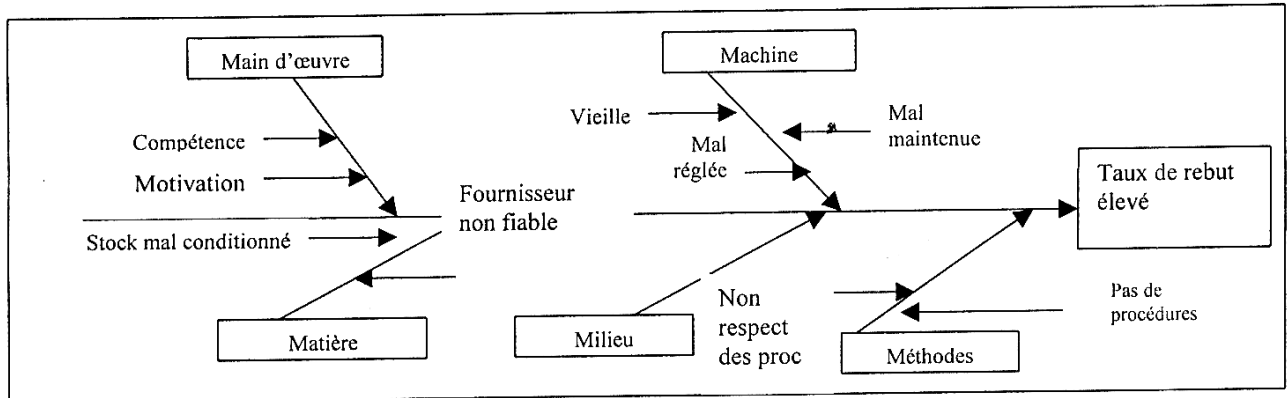 Main d'œuvre
Machine
Vieille
Mal
maintenue
Compétence
Mal
réglée
Motivation
Fournisseur
non fiable
Taux de rebut
élevé
Stock mal conditionné
Non
respect
des proc
Pas de
procédures
Matière
Milieu
Méthodes